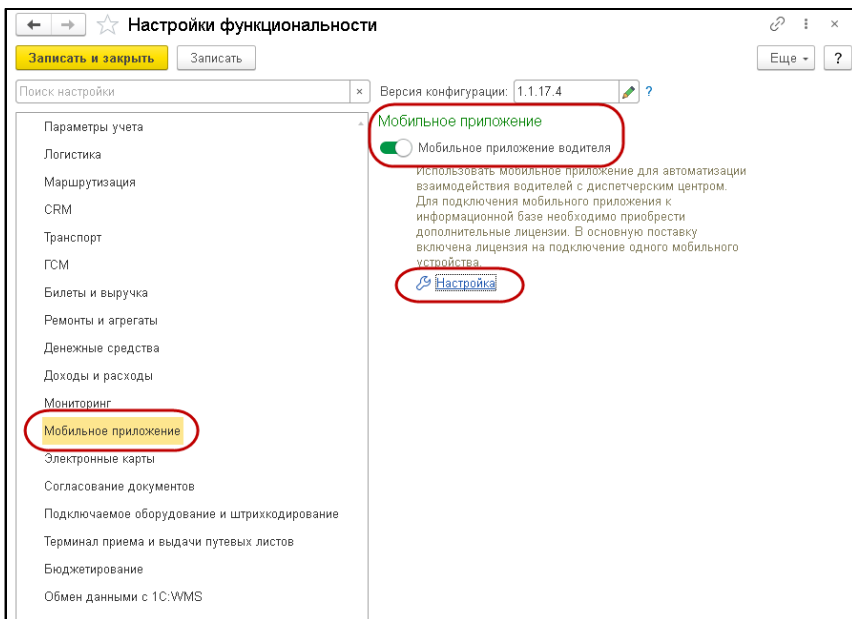 Настройки функциональности
Записать и закрыть
Записать
Еще
?
Поиск настройки
×
Версия конфигурации:
1.1.17.4
?
Параметры учета
Логистика
Маршрутизация
CRM
Транспорт
ГСМ
Билеты и выручка
Ремонты и агрегаты
Денежные средства
Доходы и расходы
Мониторинг
Мобильное приложение
Электронные карты
Согласование документов
Подключаемое оборудование и штрихкодирование
Терминал приема и выдачи путевых листов
Бюджетирование
Обмен данными с 1С:WMS
Мобильное приложение
Мобильное приложение водителя
Использовать мобильное приложение для автоматизации
взаимодействия водителей с диспетчерским центром.
Для подключения мобильного приложения к
информационной базе необходимо приобрести
дополнительные лицензии. В основную поставку
включена лицензия на подключение одного мобильного
устройства.
Настройка